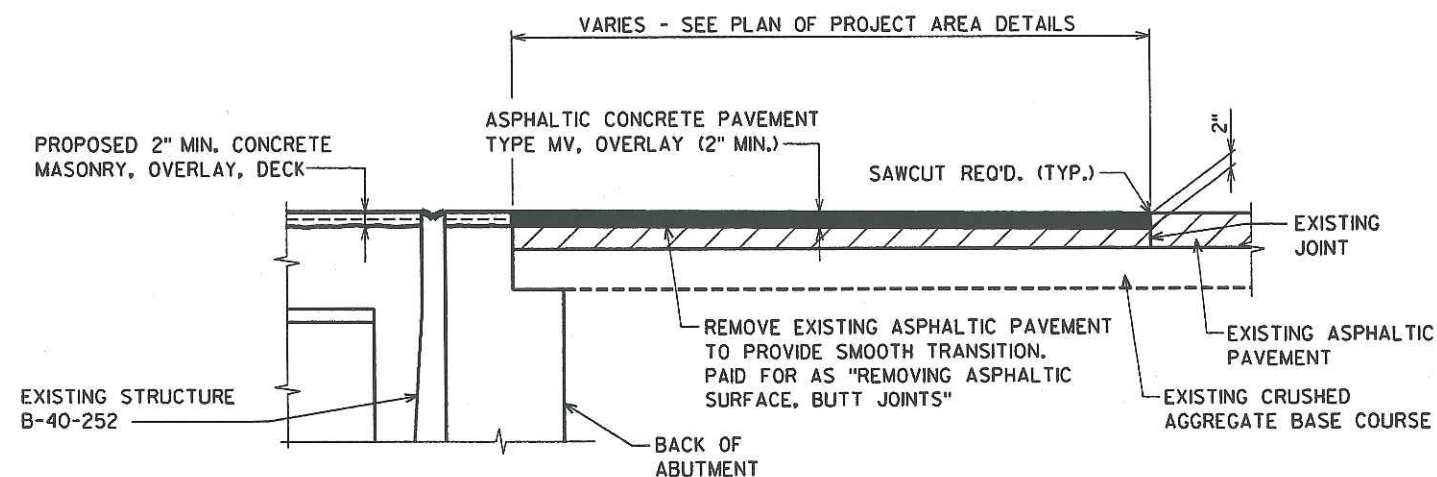 VARIES - SEE PLAN OF PROJECT AREA DETAILS
ASPHALTIC CONCRETE PAVEMENT
TYPE MV, OVERLAY (2" MIN.)
PROPOSED 2" MIN. CONCRETE
MASONRY, OVERLAY, DECK
2"
SAWCUT REQ'D. (TYP.)
EXISTING
JOINT
REMOVE EXISTING ASPHALTIC PAVEMENT
TO PROVIDE SMOOTH TRANSITION.
PAID FOR AS "REMOVING ASPHALTIC
SURFACE, BUTT JOINTS"
EXISTING ASPHALTIC
PAVEMENT
EXISTING STRUCTURE
B-40-252
EXISTING CRUSHED
AGGREGATE BASE COURSE
BACK OF
ABUTMENT